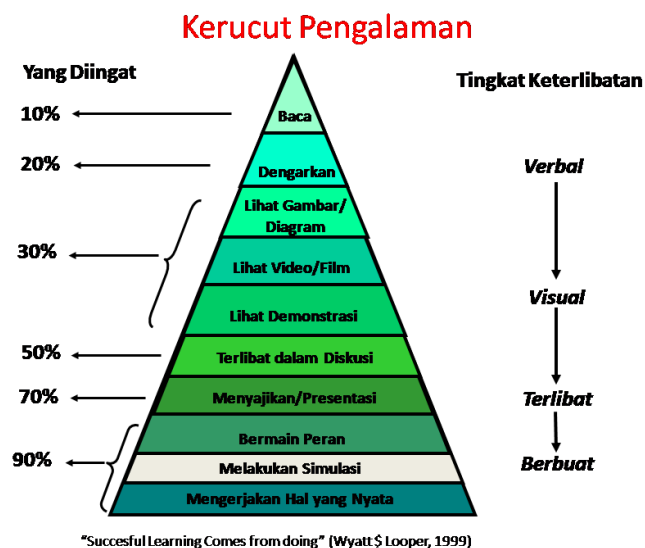 Kerucut Pengalaman
Yang Diingat
Tingkat Keterlibatan
10%
Baca
20%
Dengarkan
Verbal
Lihat Gambar/
Diagram
30%
Lihat Video/Film
Visual
Lihat Demonstrasi
50%
Terlibat dalam Diskusi
70%
Menyajikan/Presentasi
Terlibat
Bermain Peran
90%
Melakukan Simulasi
Berbuat
Mengerjakan Hal yang Nyata
“Succesful Learning Comes from doing” (Wyatt $ Looper, 1999)